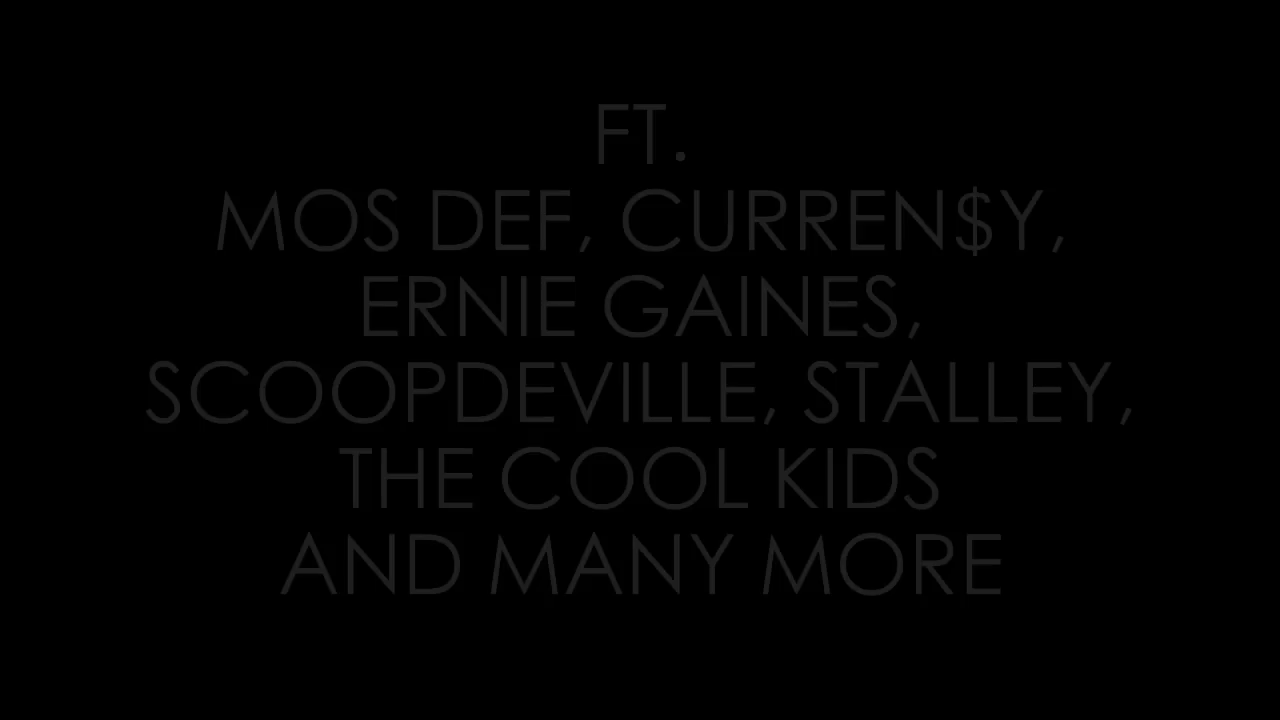 FT.
MOS DEF, CURREN$Y,
ERNIE GAINES,
SCOOPDEVILLE, STALLEY,
THE COOL KIDS
AND MANY MORE